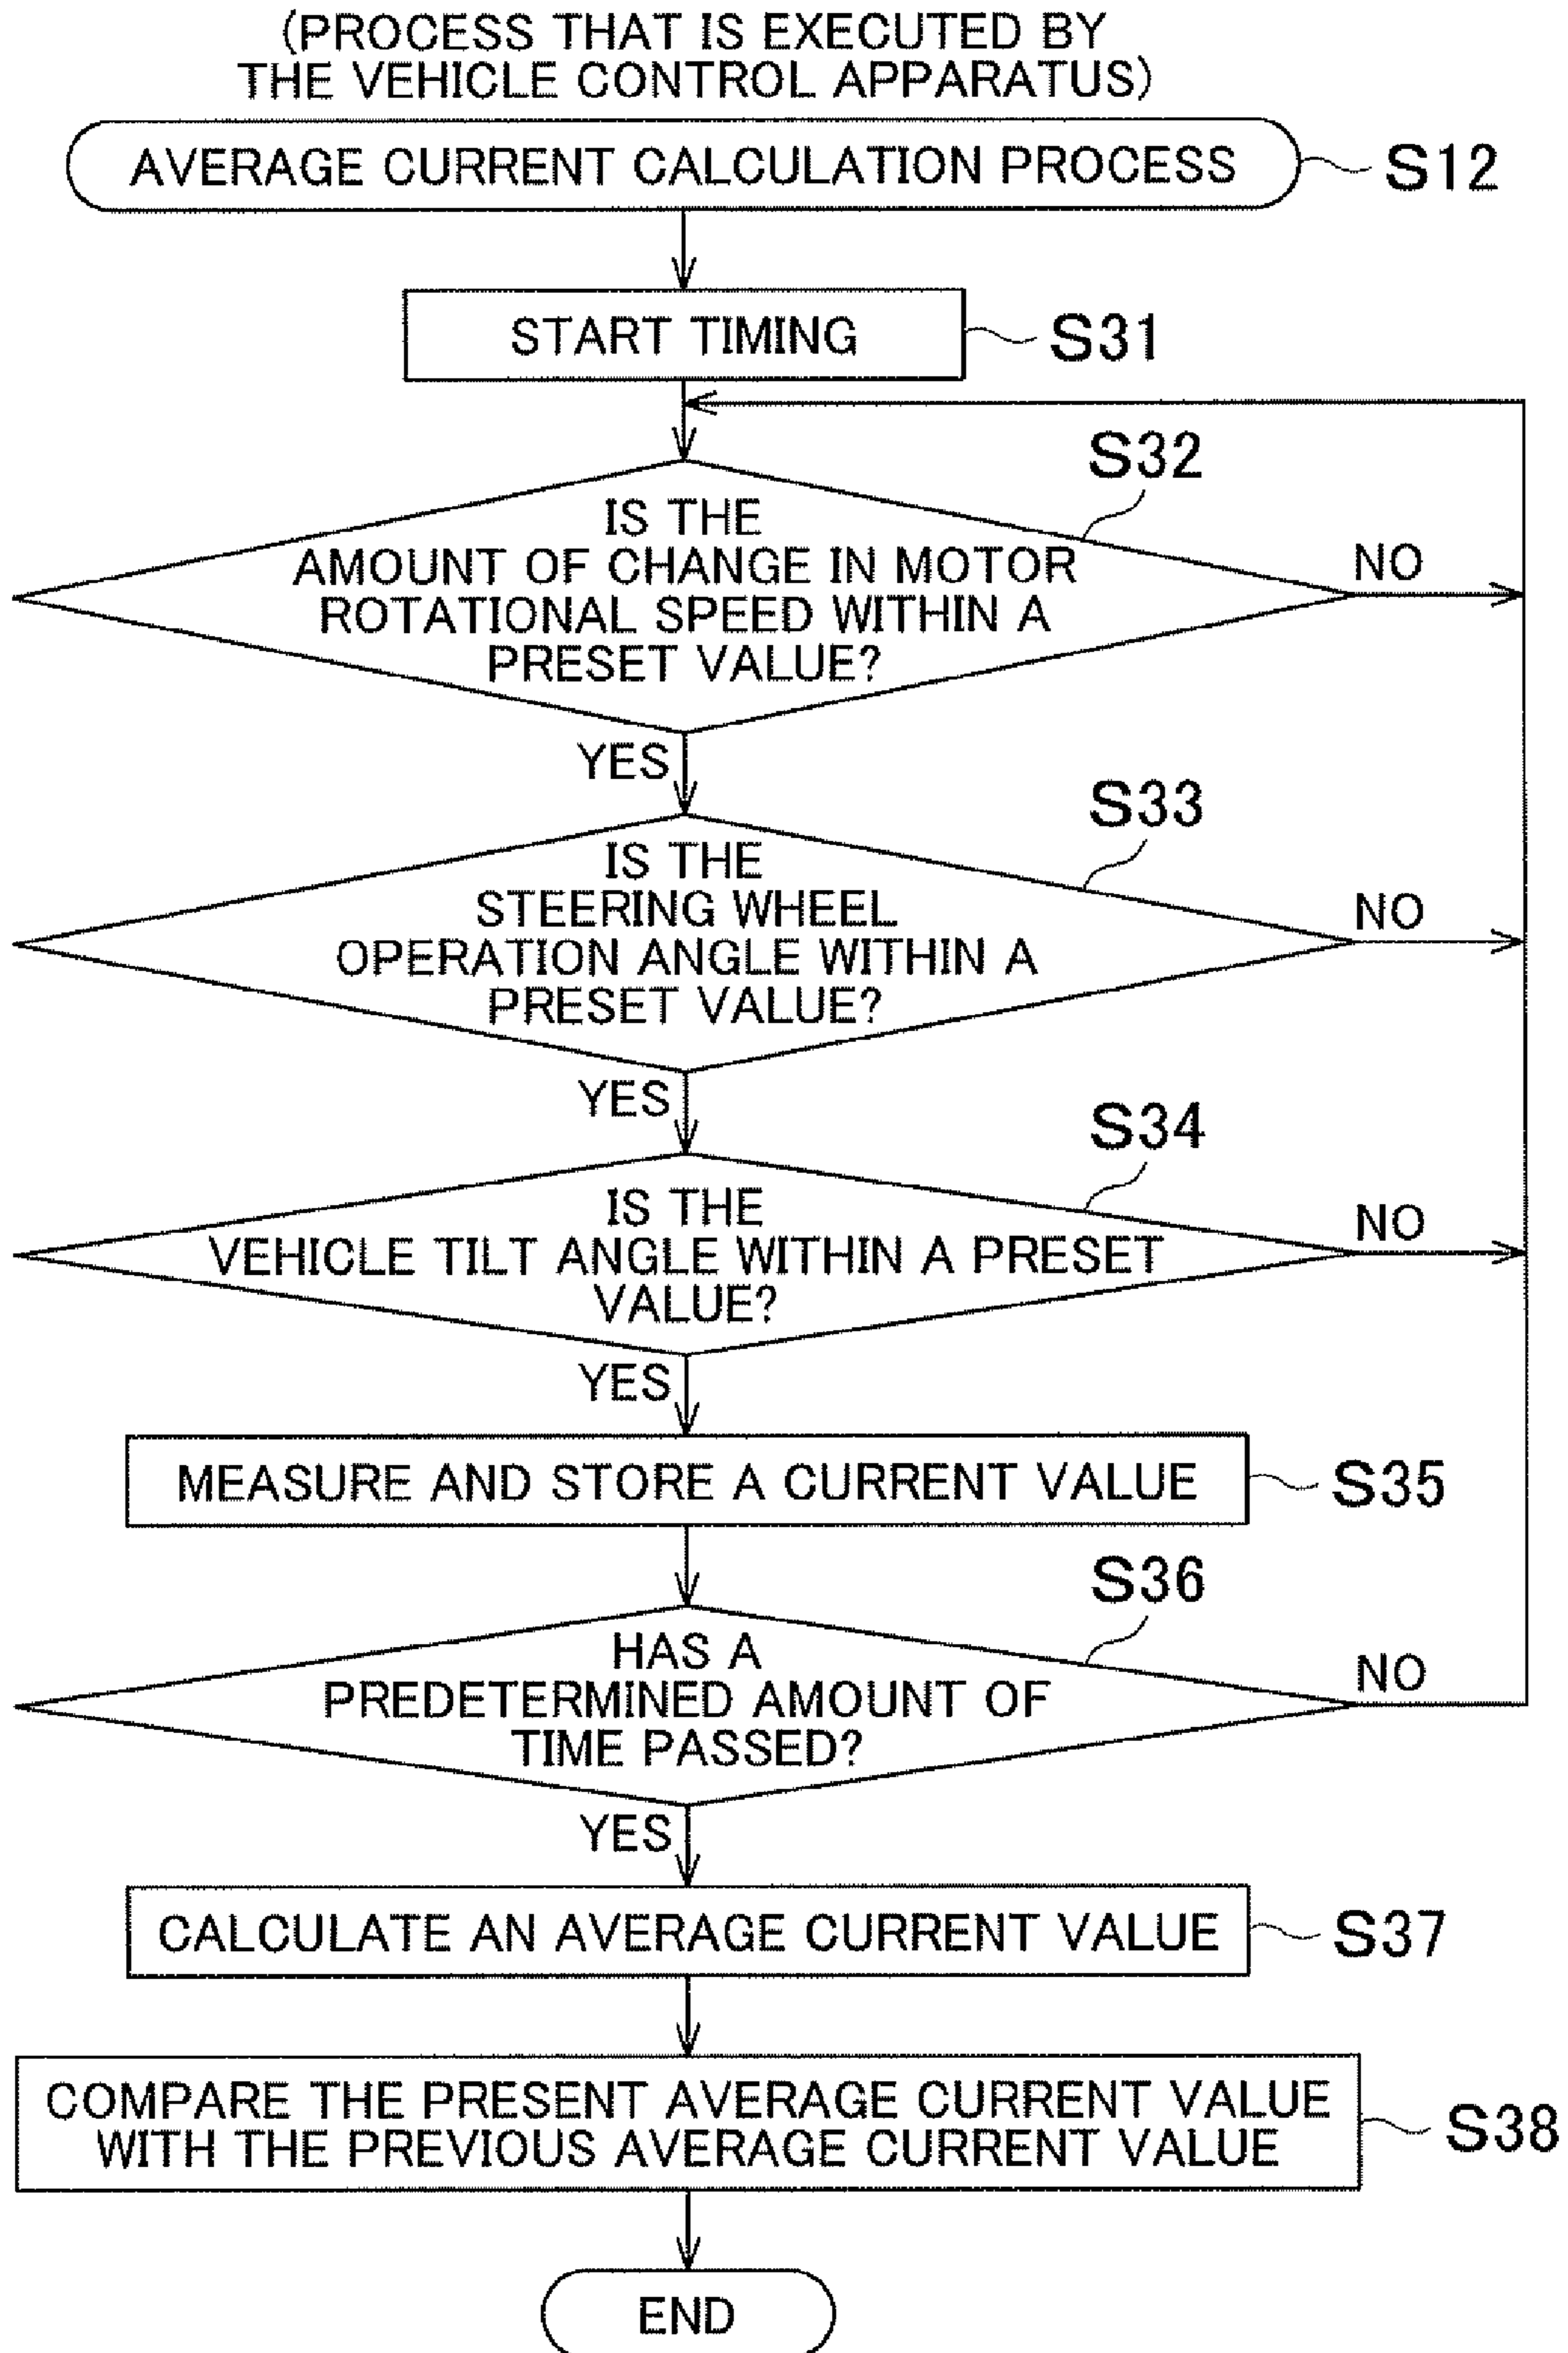 (PROCESS THAT IS EXECUTED BY
THE VEHICLE CONTROL APPARATUS)
AVERAGE CURRENT CALCULATION PROCESS
S12
START TIMING
S31
S32
IS THE
AMOUNT OF CHANGE IN MOTOR
ROTATIONAL SPEED WITHIN A
PRESET VALUE?
NO
YES
S33
IS THE
STEERING WHEEL
OPERATION ANGLE WITHIN A
PRESET VALUE?
NO
YES
S34
IS THE
VEHICLE TILT ANGLE WITHIN A PRESET
VALUE?
NO
YES
MEASURE AND STORE A CURRENT VALUE
S35
S36
HAS A
PREDETERMINED AMOUNT OF
TIME PASSED?
NO
YES
CALCULATE AN AVERAGE CURRENT VALUE
S37
COMPARE THE PRESENT AVERAGE CURRENT VALUE
WITH THE PREVIOUS AVERAGE CURRENT VALUE
S38
END